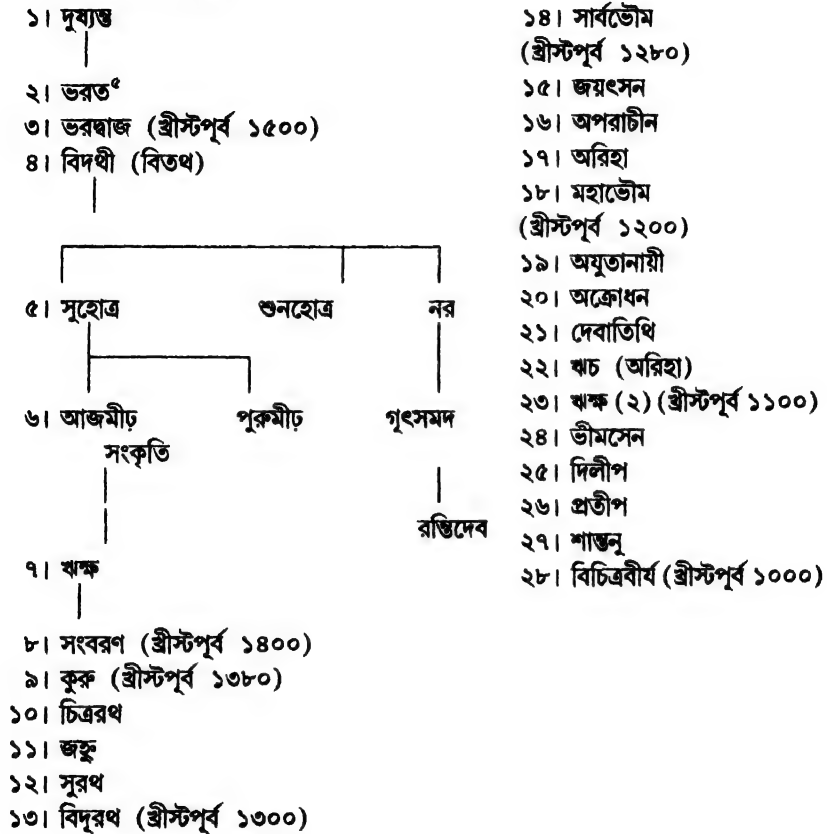 ১। দুষ্যন্ত
২। ভরত৫
৩। ভরদ্বাজ (খ্রীস্টপূর্ব ১৫০০)
৪। বিদথী (বিতথ)
৫। সুহোত্র শুনহোত্র নর
৬। আজমীঢ় পুরুমীঢ় গৃৎসমদ
সংকৃতি
রন্তিদেব
৭। ঋক্ষ
৮। সংবরণ (খ্রীস্টপূর্ব ১৪০০)
৯। কুরু (খ্রীস্টপূর্ব ১৩৮০)
১০। চিত্ররথ
১১। জহ্নু
১২। সুরথ
১৩। বিদূরথ (খ্রীস্টপূর্ব ১৩০০)
১৪। সার্বভৌম
(খ্রীস্টপূর্ব ১২৮০)
১৫। জয়ৎসন
১৬। অপরাচীন
১৭। অরিহা
১৮। মহাভৌম
(খ্রীস্টপূর্ব ১২০০)
১৯। অযুতানায়ী
২০। অক্রোধন
২১। দেবাতিথি
২২। ঋচ (অরিহা)
২৩। ঋক্ষ (২) (খ্রীস্টপূর্ব ১১০০)
২৪। ভীমসেন
২৫। দিলীপ
২৬। প্রতীপ
২৭। শান্তনু
২৮। বিচিত্রবীর্য (খ্রীস্টপূর্ব ১০০০)